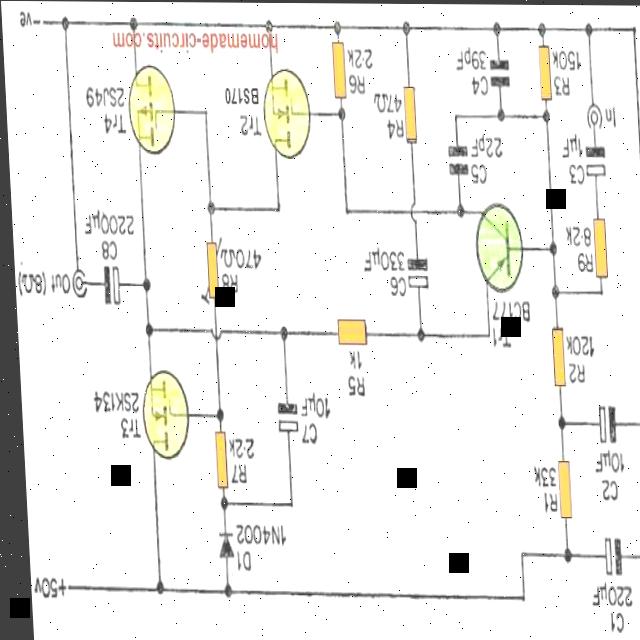 -ve
homemade-circuits.com
In
C3
1µF
R3
150k
C4
39pF
C5
22pF
R4
47Ω
R6
2.2k
Tr2
BS170
Tr4
2SJ49
R9
8·2k
Tr1
BC177
C6
330µF
470Ω
C8
2200µF
Out (8Ω)
R2
120k
R5
1k
C7
10µF
Tr3
2SK134
R7
2·2k
R1
33k
C2
10µF
D1
1N4002
C1
220µF
+50v